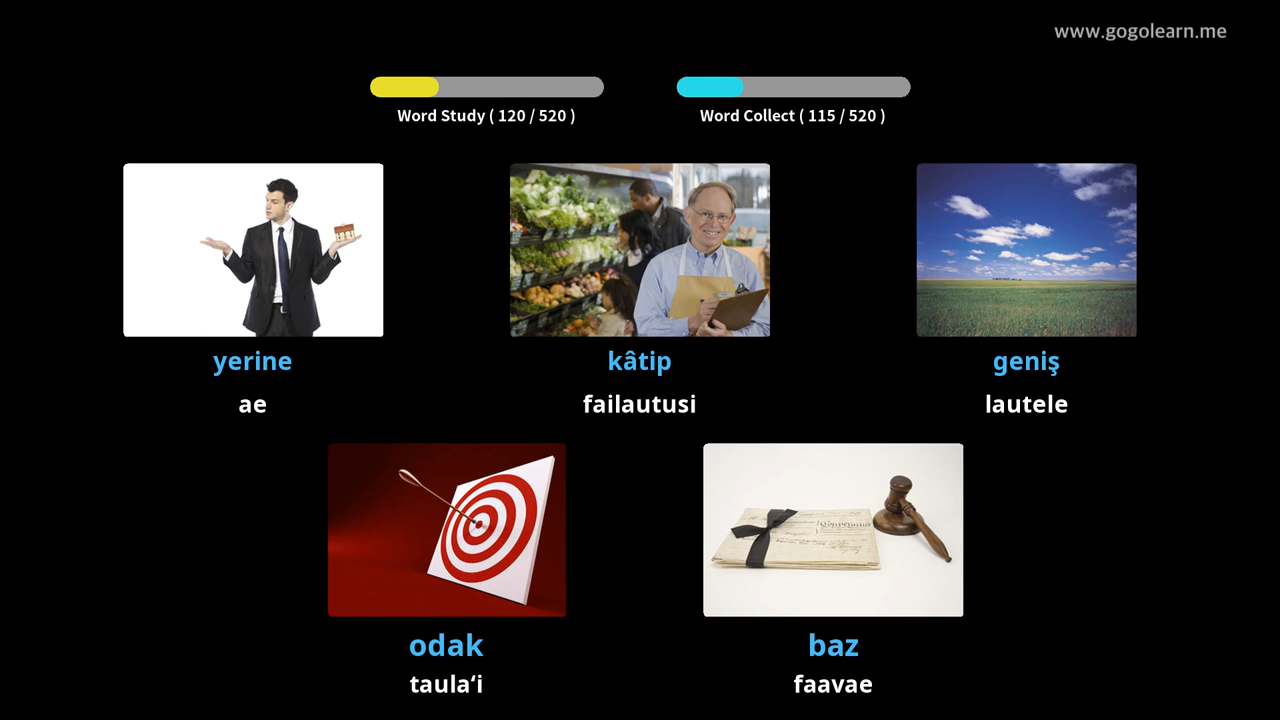 www.gogolearn.me
Word Study ( 120 / 520 )
Word Collect ( 115 / 520 )
yerine
kâtip
geniş
ae
failautusi
lautele
odak
baz
taula‘i
faavae